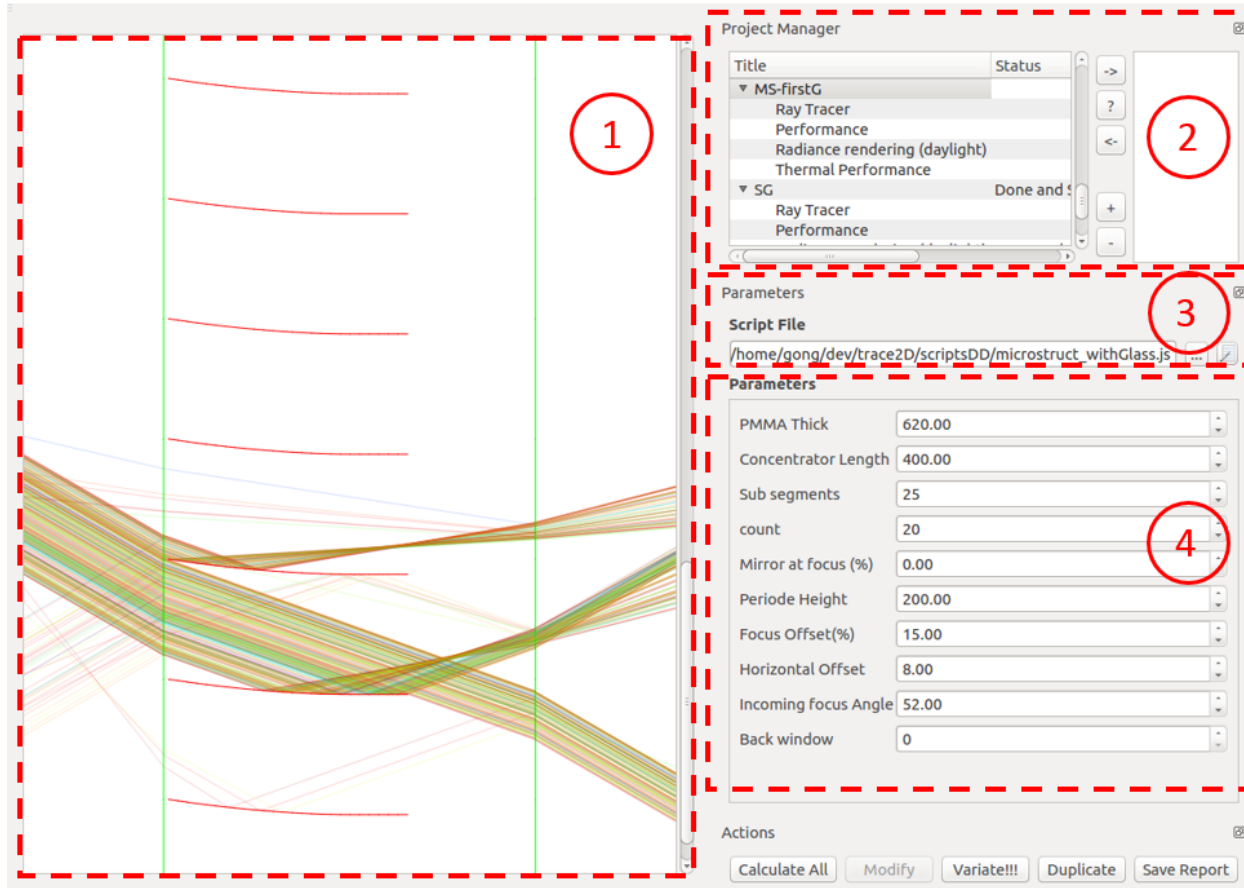 1
Project Manager
Title Status
MS-firstG
Ray Tracer
Performance
Radiance rendering (daylight)
Thermal Performance
SG Done and
Ray Tracer
Performance
->
?
<-
+
-
2
Parameters
3
Script File
/home/gong/dev/trace2D/scriptsDD/microstruct_withGlass.js ...
Parameters
PMMA Thick 620.00
Concentrator Length 400.00
Sub segments 25
count 20
4
Mirror at focus (%) 0.00
Periode Height 200.00
Focus Offset(%) 15.00
Horizontal Offset 8.00
Incoming focus Angle 52.00
Back window 0
Actions
Calculate All Modify Variate!!! Duplicate Save Report